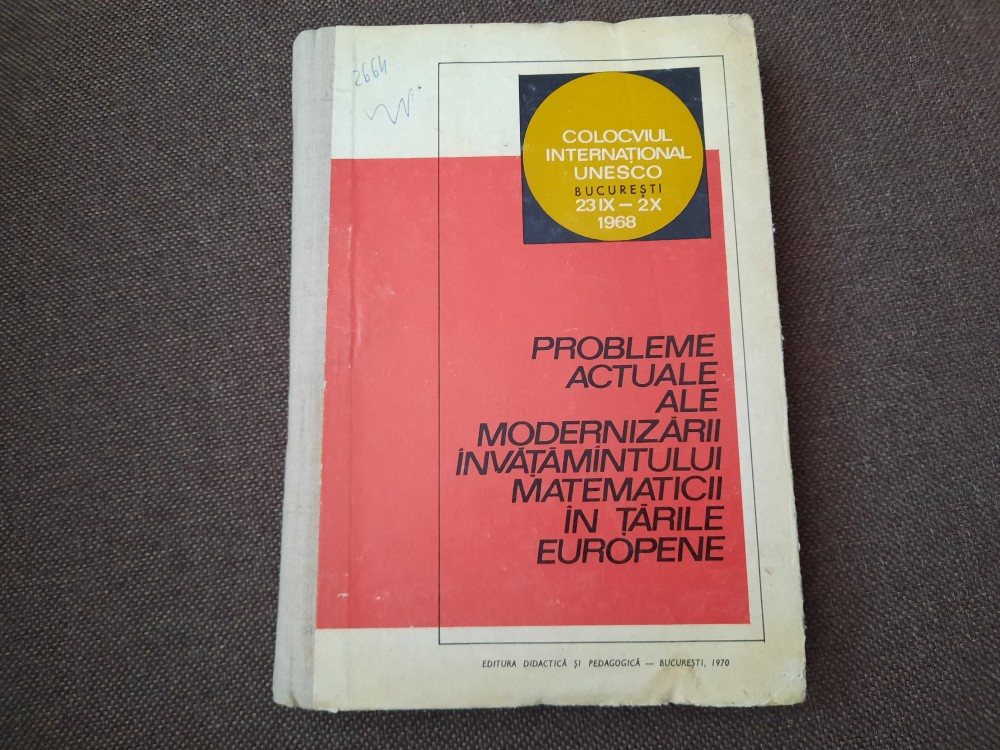 2664
COLOCVIUL
INTERNAȚIONAL
UNESCO
BUCUREȘTI
23 IX — 2 X
1968
PROBLEME
ACTUALE
ALE
MODERNIZĂRII
ÎNVĂȚĂMÎNTULUI
MATEMATICII
ÎN ȚĂRILE
EUROPENE
EDITURA DIDACTICĂ ȘI PEDAGOGICĂ — BUCUREȘTI, 1970